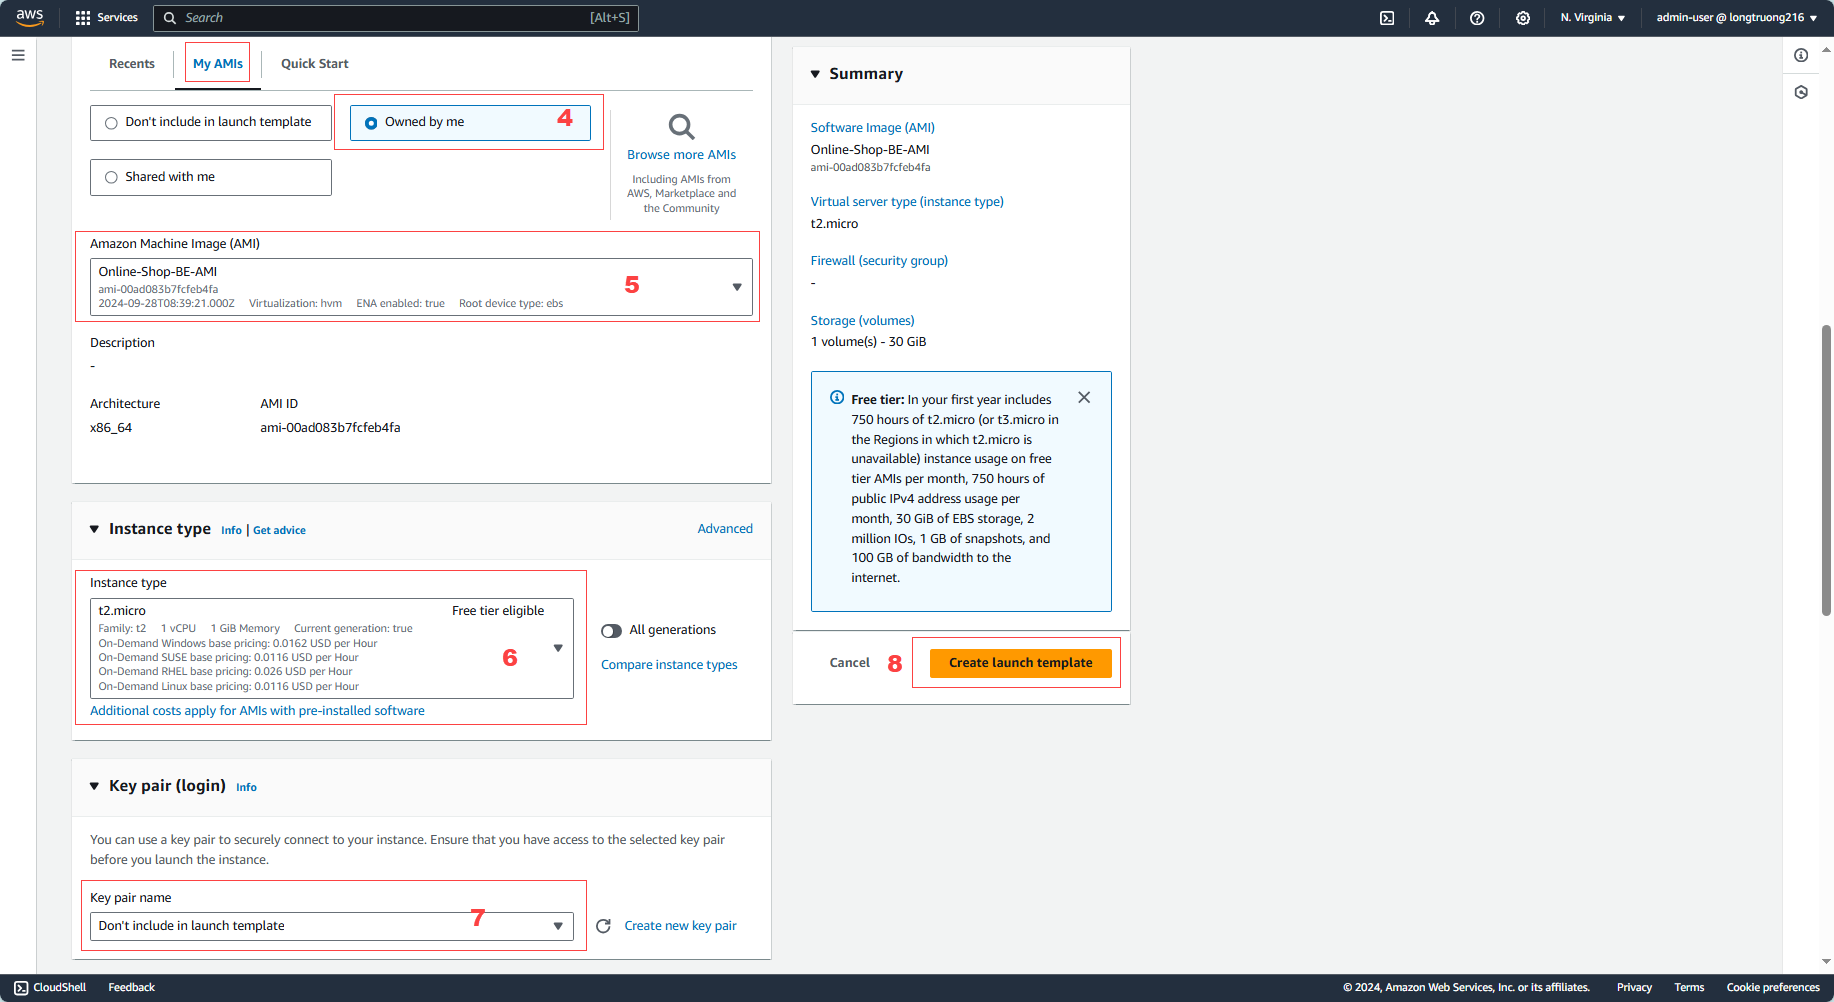 aws
Services
Search
[Alt+S]
N. Virginia
admin-user @ longtruong216
Recents
My AMIs
Quick Start
Don't include in launch template
Owned by me
4
Shared with me
Browse more AMIs
Including AMIs from
AWS, Marketplace and
the Community
Amazon Machine Image (AMI)
Online-Shop-BE-AMI
ami-00ad083b7fcfeb4fa
2024-09-28T08:39:21.000Z Virtualization: hvm ENA enabled: true Root device type: ebs
5
Description
-
Architecture AMI ID
x86_64 ami-00ad083b7fcfeb4fa
Instance type Info | Get advice
Advanced
Instance type
t2.micro Free tier eligible
Family: t2 1 vCPU 1 GiB Memory Current generation: true
On-Demand Windows base pricing: 0.0162 USD per Hour
On-Demand SUSE base pricing: 0.0116 USD per Hour
On-Demand RHEL base pricing: 0.026 USD per Hour
On-Demand Linux base pricing: 0.0116 USD per Hour
6
Additional costs apply for AMIs with pre-installed software
All generations
Compare instance types
Key pair (login) Info
You can use a key pair to securely connect to your instance. Ensure that you have access to the selected key pair
before you launch the instance.
Key pair name
Don't include in launch template
7
Create new key pair
Summary
Software Image (AMI)
Online-Shop-BE-AMI
ami-00ad083b7fcfeb4fa
Virtual server type (instance type)
t2.micro
Firewall (security group)
-
Storage (volumes)
1 volume(s) - 30 GiB
Free tier: In your first year includes
750 hours of t2.micro (or t3.micro in
the Regions in which t2.micro is
unavailable) instance usage on free
tier AMIs per month, 750 hours of
public IPv4 address usage per
month, 30 GiB of EBS storage, 2
million IOs, 1 GB of snapshots, and
100 GB of bandwidth to the
internet.
Cancel
8
Create launch template
CloudShell
Feedback
© 2024, Amazon Web Services, Inc. or its affiliates.
Privacy
Terms
Cookie preferences